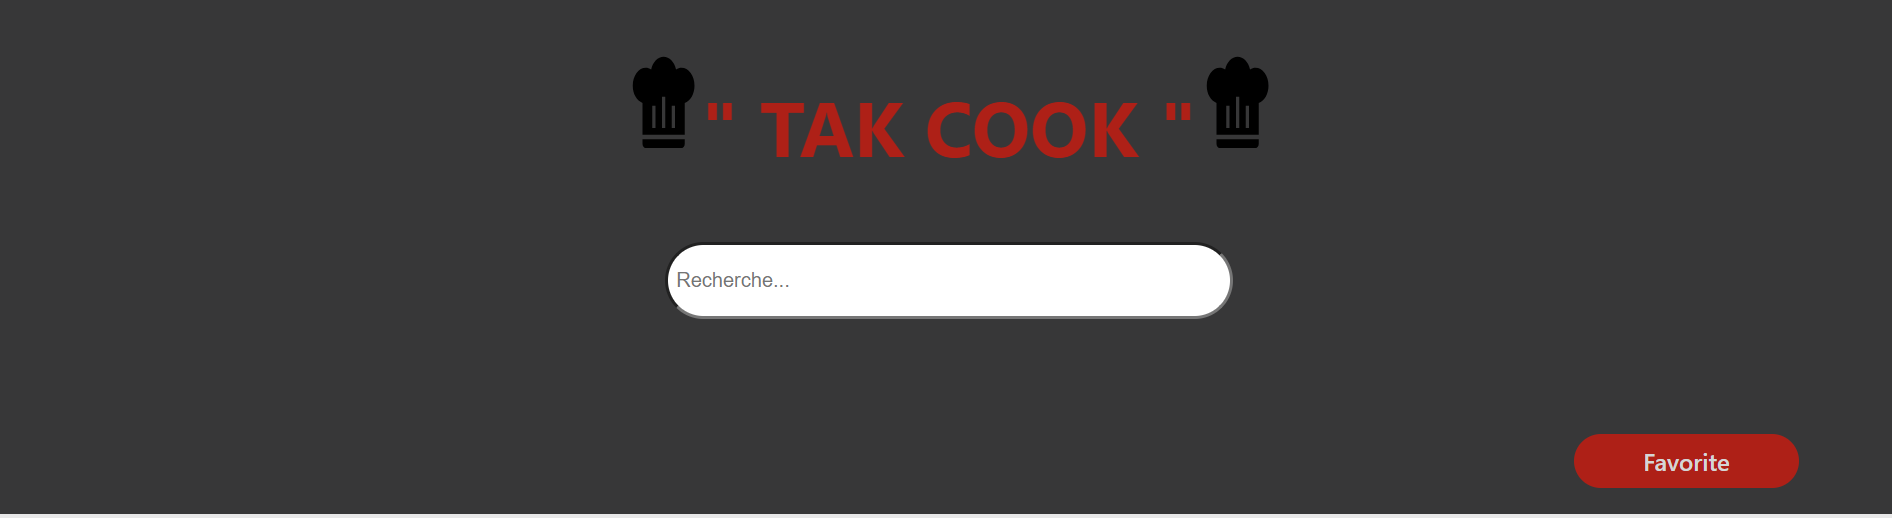 " TAK COOK "
Recherche...
Favorite